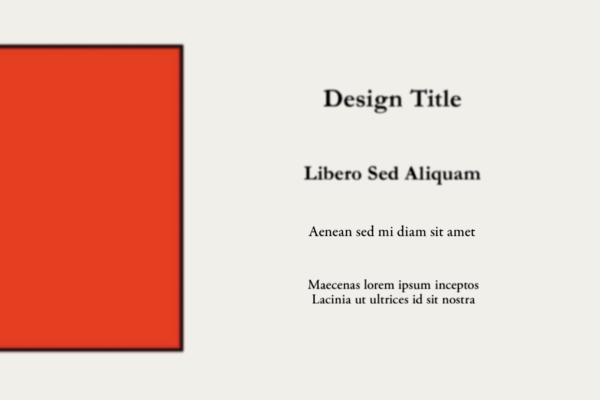 Design Title
Libero Sed Aliquam
Aenean sed mi diam sit amet
Maecenas lorem ipsum inceptos
Lacinia ut ultrices id sit nostra